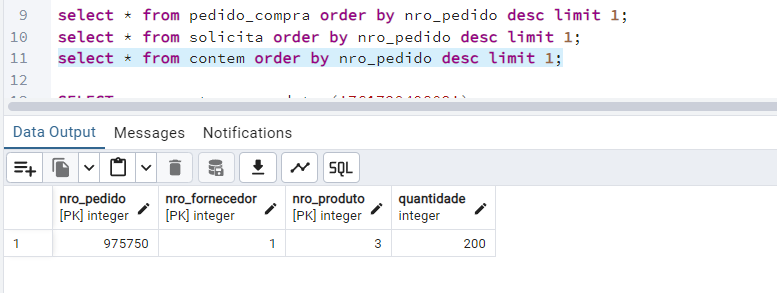 9 select * from pedido_compra order by nro_pedido desc limit 1;
10 select * from solicita order by nro_pedido desc limit 1;
11 select * from contem order by nro_pedido desc limit 1;
12
Data Output Messages Notifications
SQL
nro_pedido nro_fornecedor nro_produto quantidade
[PK] integer [PK] integer [PK] integer integer
1 975750 1 3 200